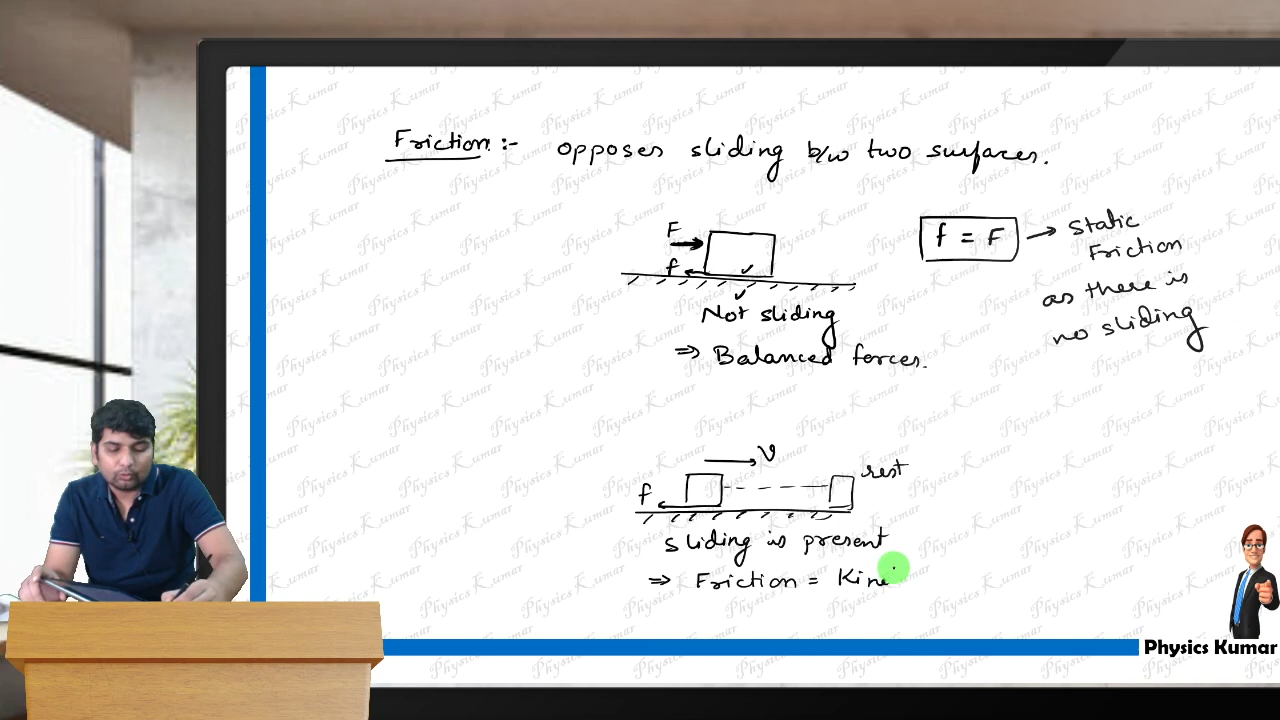 Friction :- opposes sliding b/w two surfaces.
F
f
Not sliding
⇒ Balanced forces.
f = F → Static
Friction
as there is
no sliding
v
rest
f
sliding is present
⇒ Friction = Kine
Physics Kumar